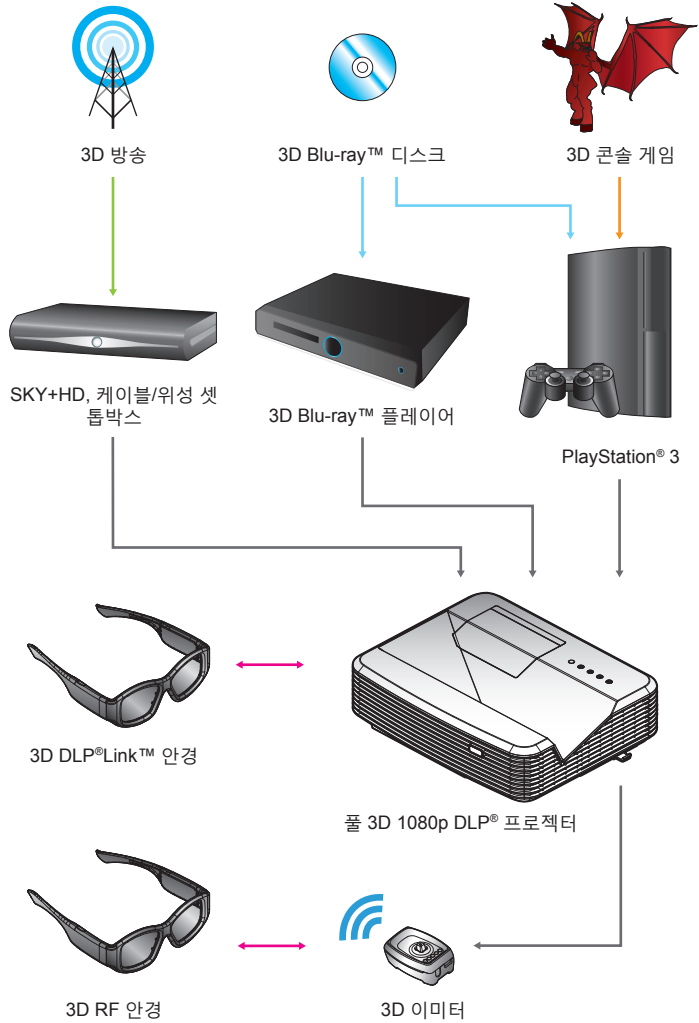 3D 방송
3D Blu-ray™ 디스크
3D 콘솔 게임
SKY+HD, 케이블/위성 셋
톱박스
3D Blu-ray™ 플레이어
PlayStation® 3
3D DLP®Link™ 안경
풀 3D 1080p DLP® 프로젝터
3D RF 안경
3D 이미터